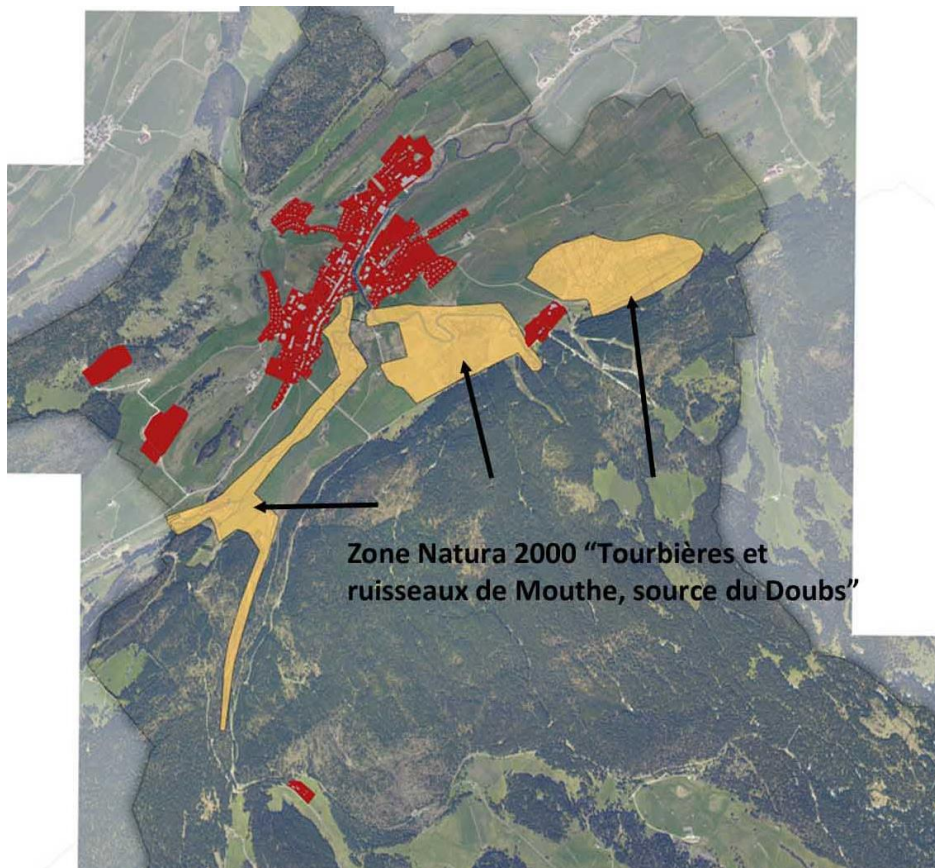 Zone Natura 2000 “Tourbières et
ruisseaux de Mouthe, source du Doubs”